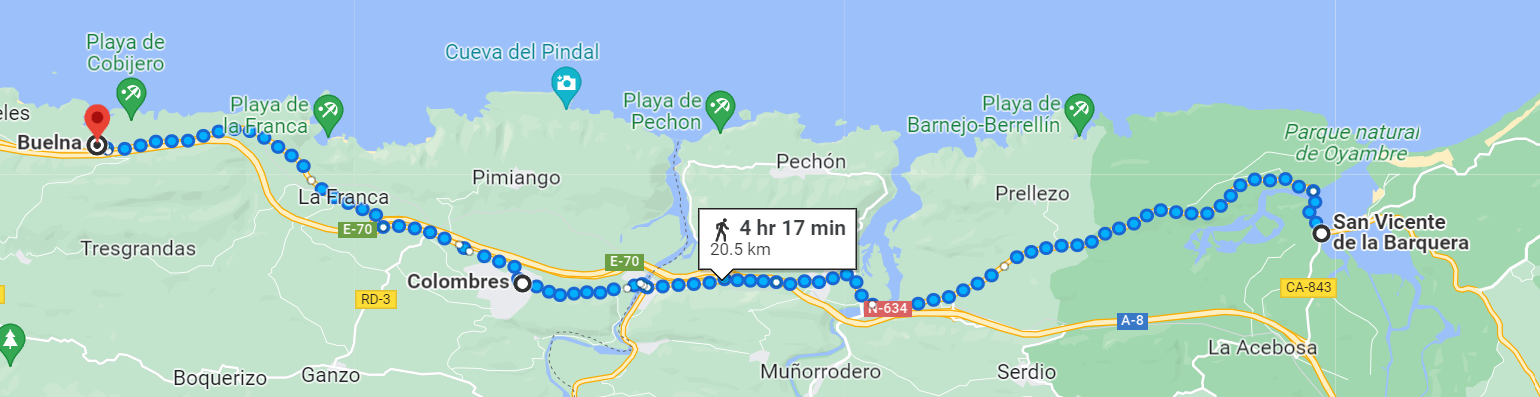 Playa de
Cobijero
Cueva del Pindal
eles
Playa de
la Franca
Playa de
Pechon
Playa de
Barnejo-Berrellín
Parque natural
de Oyambre
Buelna
Pechón
Pimiango
Prellezo
La Franca
E-70
4 hr 17 min
20.5 km
San Vicente
de la Barquera
Tresgrandas
E-70
Colombres
RD-3
N-634
CA-843
A-8
La Acebosa
Boquerizo
Ganzo
Muñorrodero
Serdio